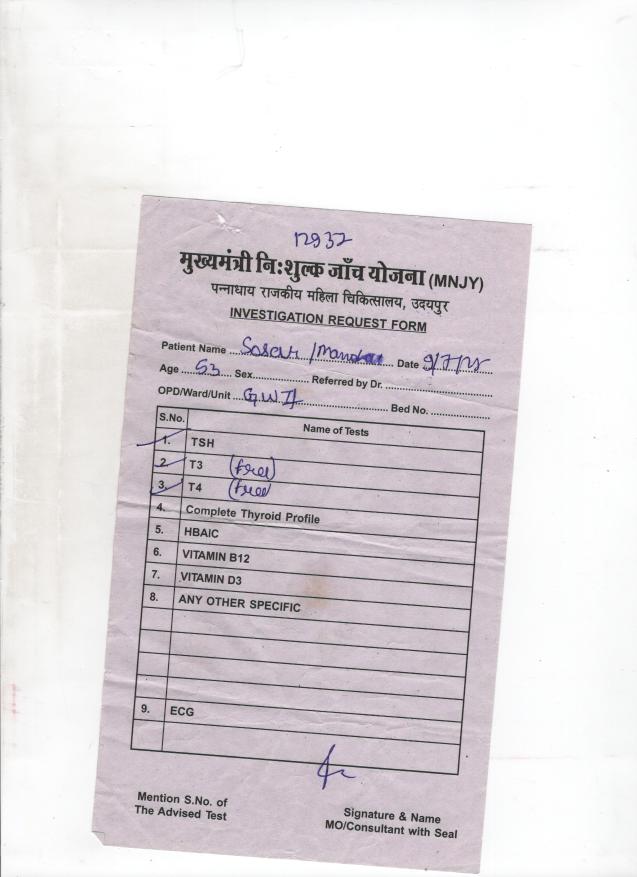 12932
मुख्यमंत्री नि:शुल्क जाँच योजना (MNJY)
पन्नाधाय राजकीय महिला चिकित्सालय, उदयपुर
INVESTIGATION REQUEST FORM
Patient Name Date 9/7/25
Age 53 Sex Referred by Dr.
OPD/Ward/Unit Bed No.
S.No. Name of Tests
1. TSH
2. T3 (free)
3. T4 (free
4. Complete Thyroid Profile
5. HBAIC
6. VITAMIN B12
7. VITAMIN D3
8. ANY OTHER SPECIFIC
9. ECG
Mention S.No. of
The Advised Test
Signature & Name
MO/Consultant with Seal